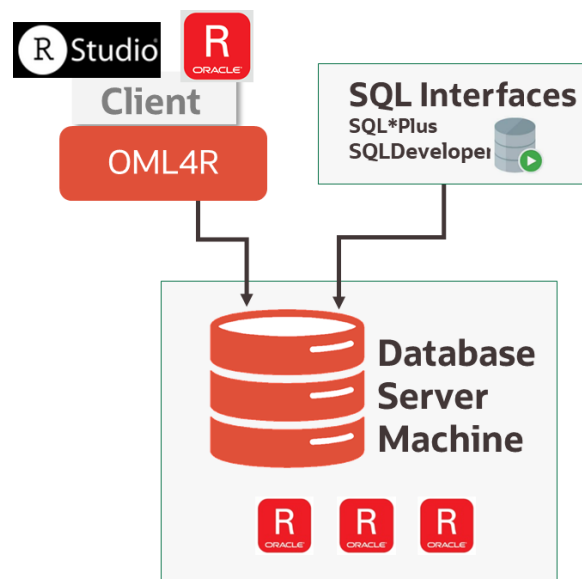 R Studio
R
ORACLE
Client
OML4R
SQL Interfaces
SQL*Plus
SQLDeveloper
Database
Server
Machine
R
ORACLE
R
ORACLE
R
ORACLE